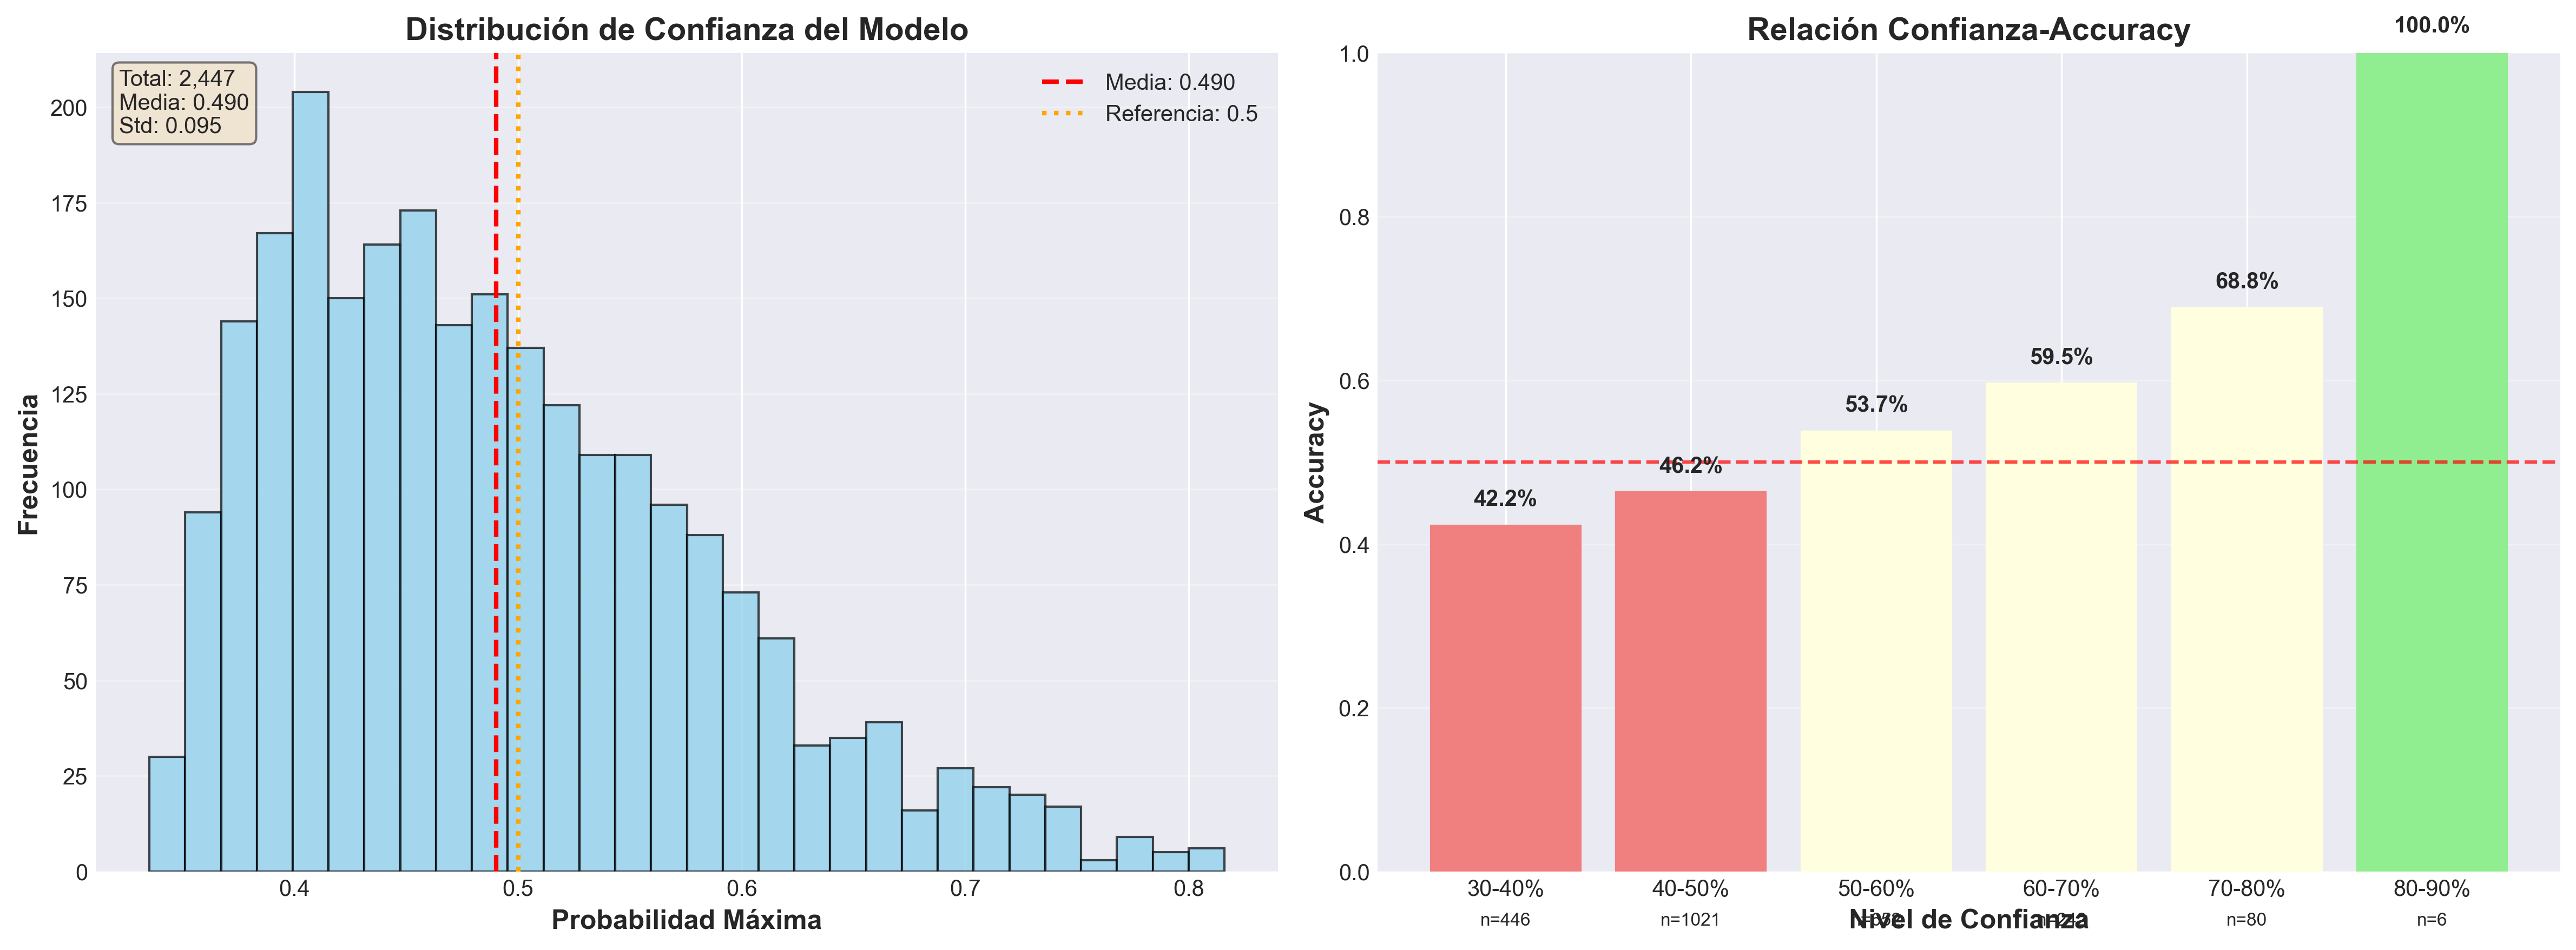 Distribución de Confianza del Modelo
Total: 2,447
Media: 0.490
Std: 0.095
Media: 0.490
Referencia: 0.5
Frecuencia
200
175
150
125
100
75
50
25
0
0.4 0.5 0.6 0.7 0.8
Probabilidad Máxima
Relación Confianza-Accuracy
100.0%
68.8%
59.5%
53.7%
46.2%
42.2%
Accuracy
1.0
0.8
0.6
0.4
0.2
0.0
30-40% 40-50% 50-60% 60-70% 70-80% 80-90%
n=446 n=1021 n=80 n=6
Nivel de Confianza